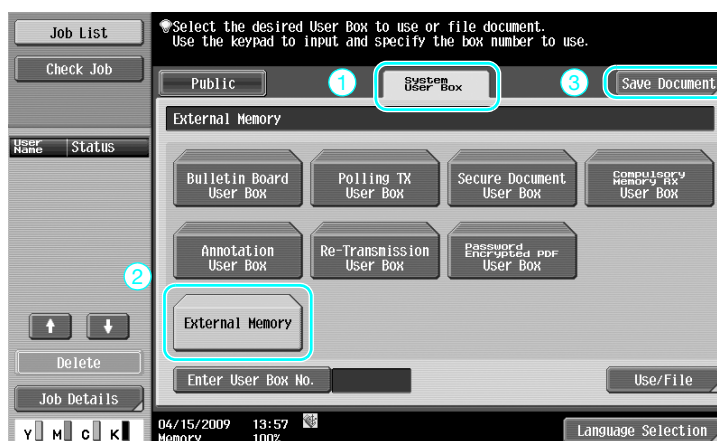 Job List
Check Job
User Name
Status
Delete
Job Details
Y M C K
Select the desired User Box to use or file document.
Use the keypad to input and specify the box number to use.
Public
1
System User Box
3
Save Document
External Memory
Bulletin Board
User Box
Polling TX
User Box
Secure Document
User Box
Compulsory
Memory RX
User Box
Annotation
User Box
Re-Transmission
User Box
Password
Encrypted PDF
User Box
2
External Memory
Enter User Box No.
Use/File
04/15/2009 13:57
Memory 100%
Language Selection